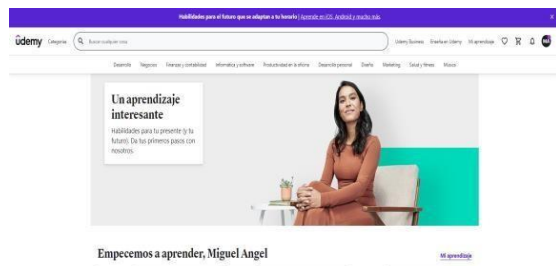 Habilidades para el futuro que se adaptan a tu horario | Aprende en iOS, Android y mucho más.
ûdemy Categorías Buscar cualquier cosa Udemy Business Enseña en Udemy Mi aprendizaje
Desarrollo Negocios Finanzas y contabilidad Informática y software Productividad en la oficina Desarrollo personal Diseño Marketing Salud y fitness Música
Un aprendizaje
interesante
Habilidades para tu presente (y tu
futuro). Da tus primeros pasos con
nosotros.
Empecemos a aprender, Miguel Angel Mi aprendizaje